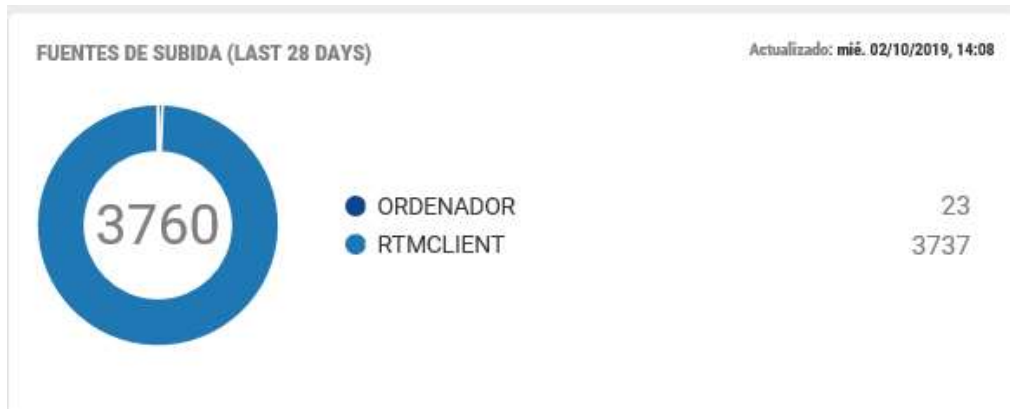 FUENTES DE SUBIDA (LAST 28 DAYS)
Actualizado: mié. 02/10/2019, 14:08
3760
ORDENADOR 23
RTMCLIENT 3737